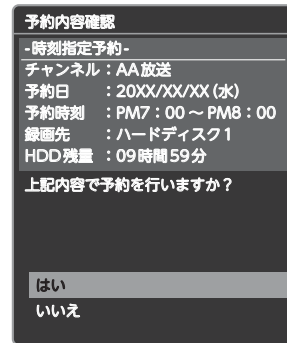 予約内容確認
-時刻指定予約-
チャンネル：AA放送
予約日　：20XX/XX/XX（水）
予約時刻　：PM7：00～PM8：00
録画先　：ハードディスク1
HDD残量　：09時間59分
上記内容で予約を行いますか？
はい
いいえ